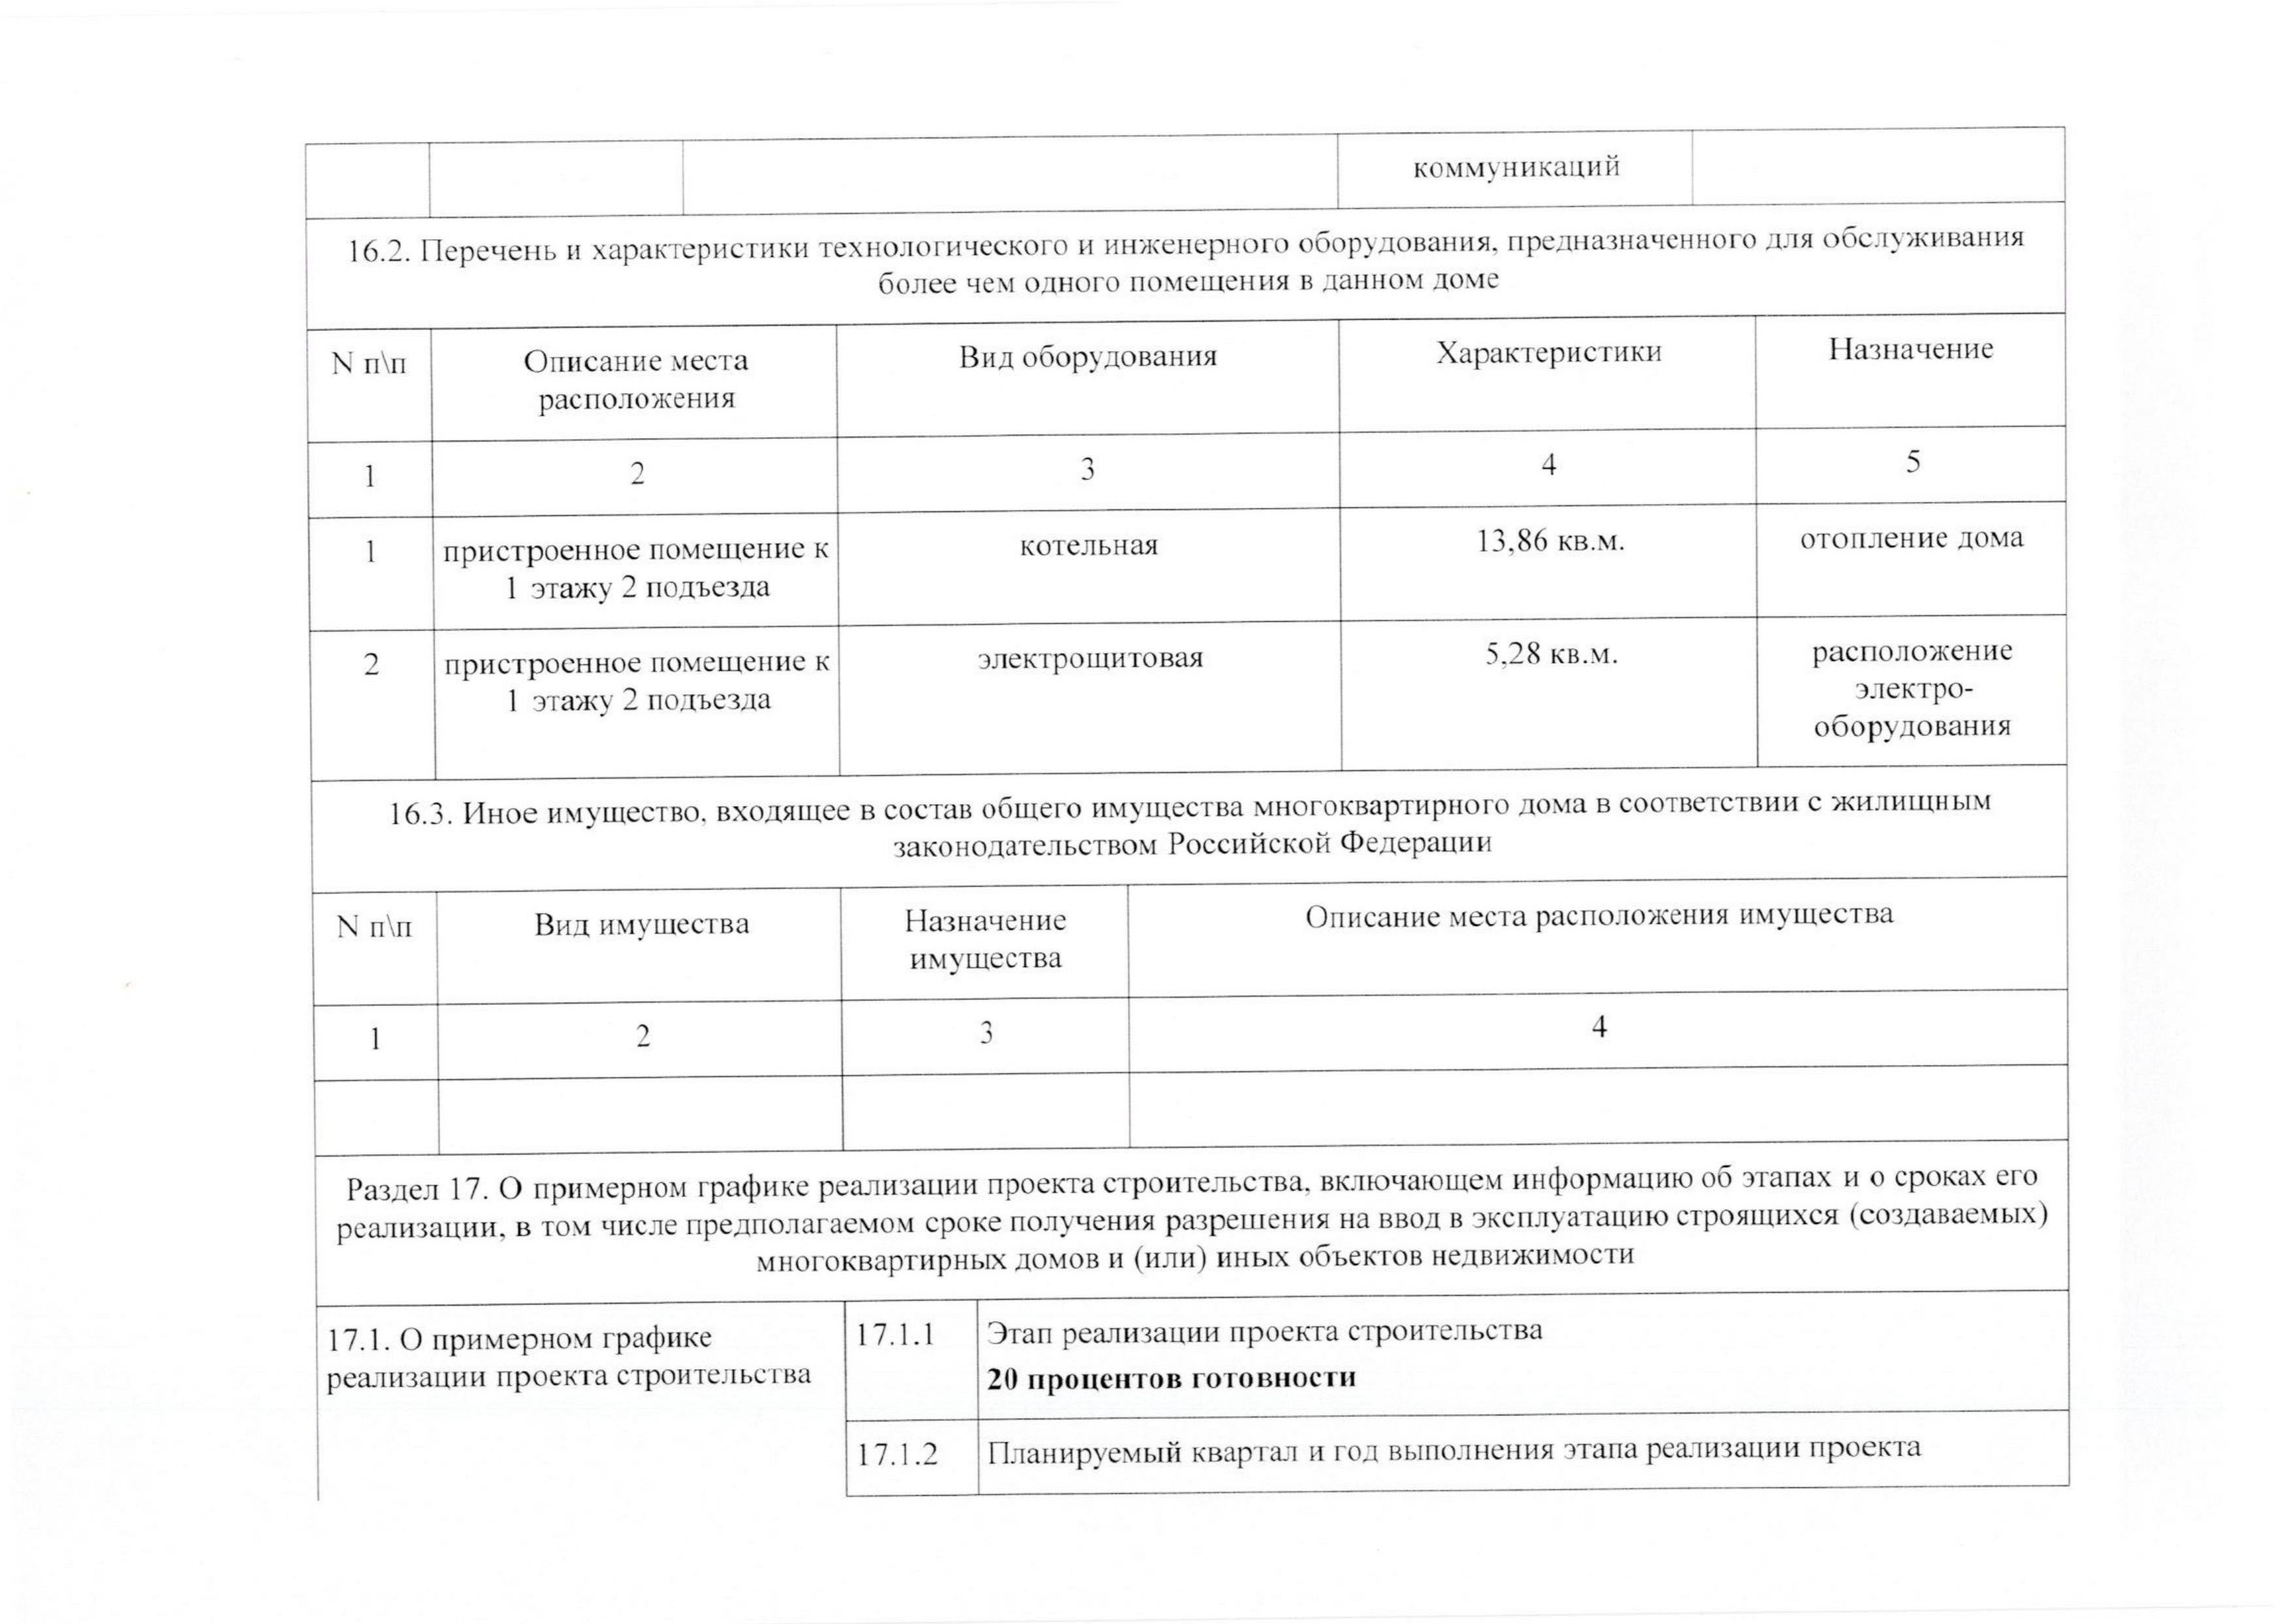 коммуникаций
16.2. Перечень и характеристики технологического и инженерного оборудования, предназначенного для обслуживания
более чем одного помещения в данном доме
N п\п
Описание места
расположения
Вид оборудования
Характеристики
Назначение
1
2
3
4
5
1
пристроенное помещение к
1 этажу 2 подъезда
котельная
13,86 кв.м.
отопление дома
2
пристроенное помещение к
1 этажу 2 подъезда
электрощитовая
5,28 кв.м.
расположение
электро-
оборудования
16.3. Иное имущество, входящее в состав общего имущества многоквартирного дома в соответствии с жилищным
законодательством Российской Федерации
N п\п
Вид имущества
Назначение
имущества
Описание места расположения имущества
1
2
3
4
Раздел 17. О примерном графике реализации проекта строительства, включающем информацию об этапах и о сроках его
реализации, в том числе предполагаемом сроке получения разрешения на ввод в эксплуатацию строящихся (создаваемых)
многоквартирных домов и (или) иных объектов недвижимости
17.1. О примерном графике
реализации проекта строительства
17.1.1
Этап реализации проекта строительства
20 процентов готовности
17.1.2
Планируемый квартал и год выполнения этапа реализации проекта